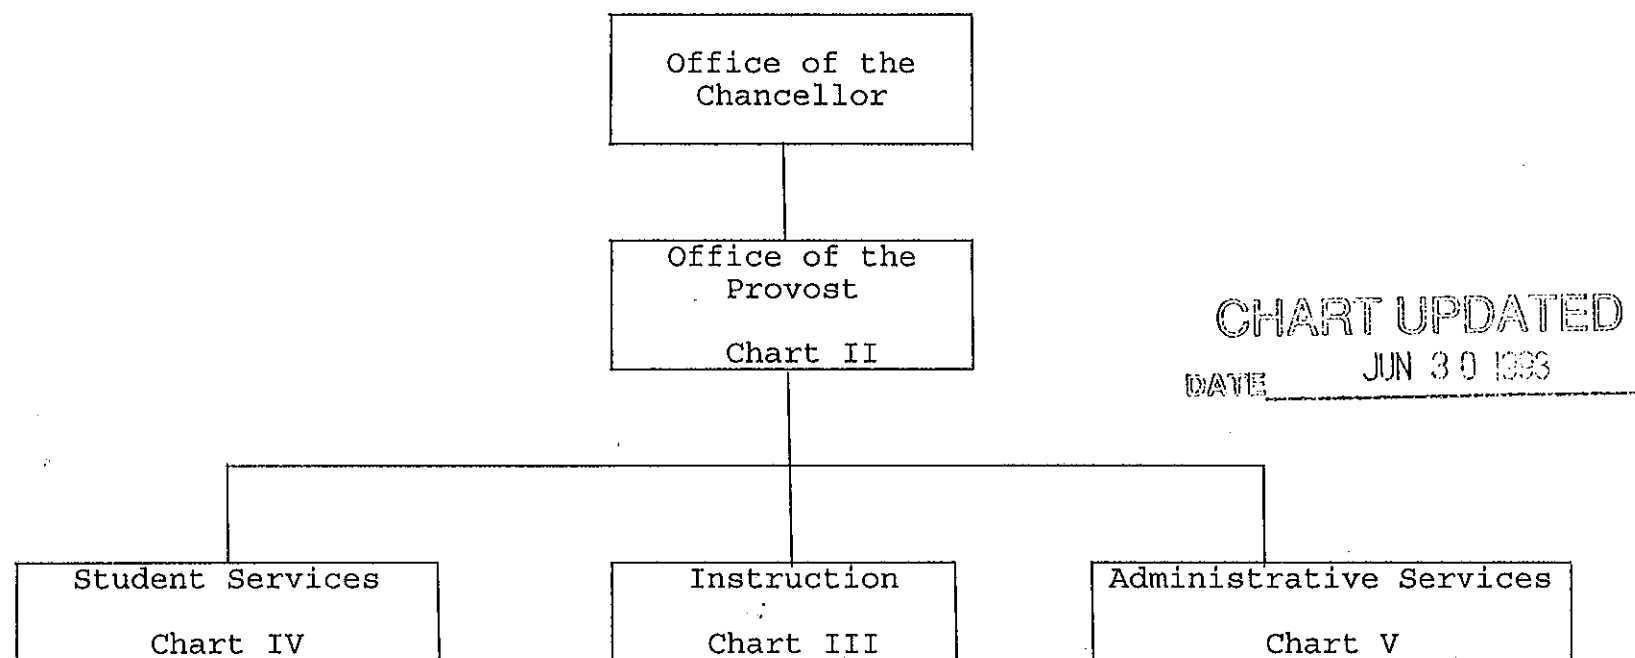 Office of the
Chancellor
Office of the
Provost
Chart II
CHART UPDATED
DATE JUN 30 1993
Student Services
Chart IV
Instruction
Chart III
Administrative Services
Chart V